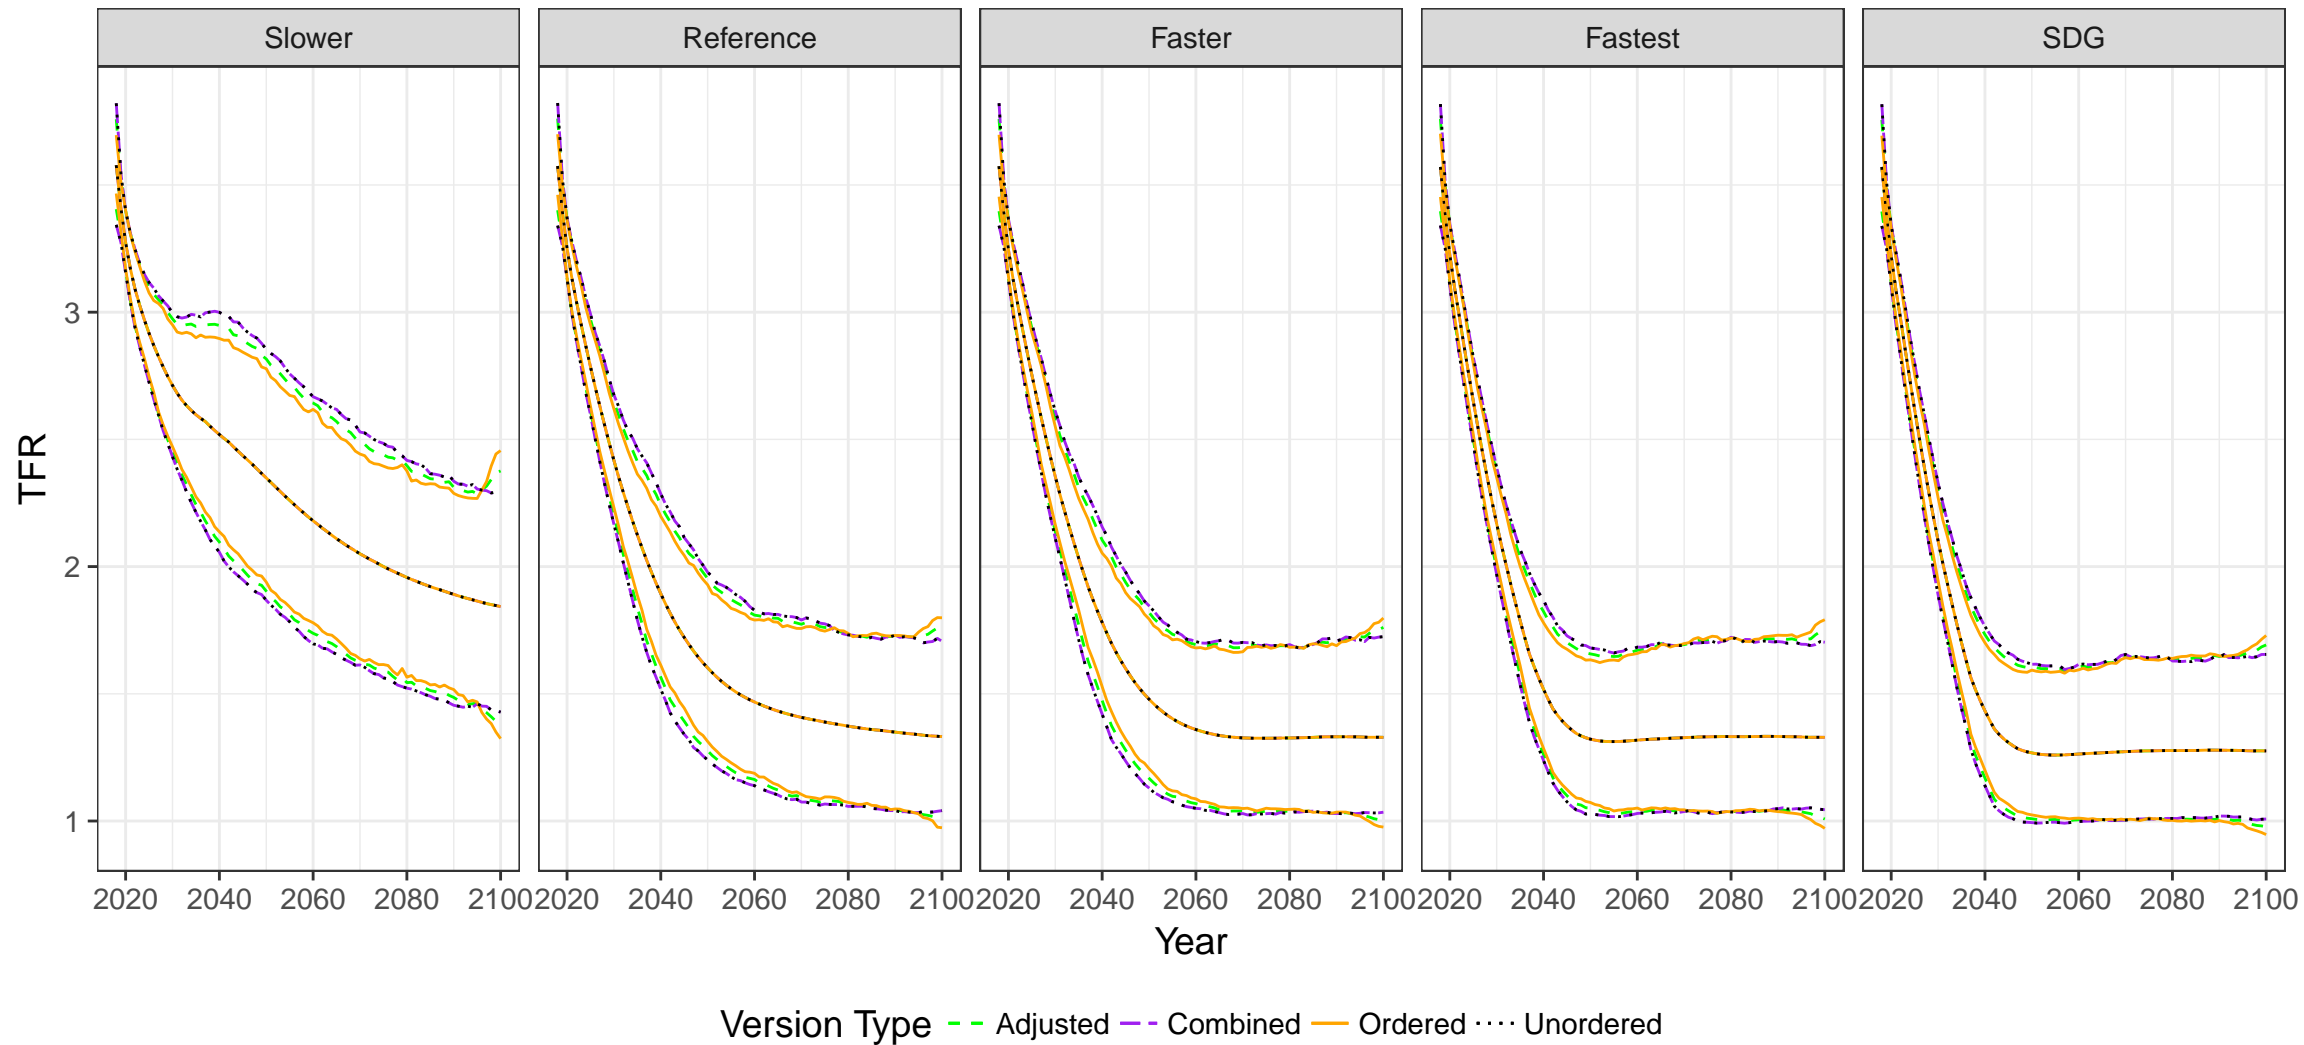 Slower Reference Faster Fastest SDG
TFR
3
2
1
2020 2040 2060 2080 2100 2020 2040 2060 2080 2100 2020 2040 2060 2080 2100 2020 2040 2060 2080 2100 2020 2040 2060 2080 2100
Year
Version Type Adjusted Combined Ordered Unordered